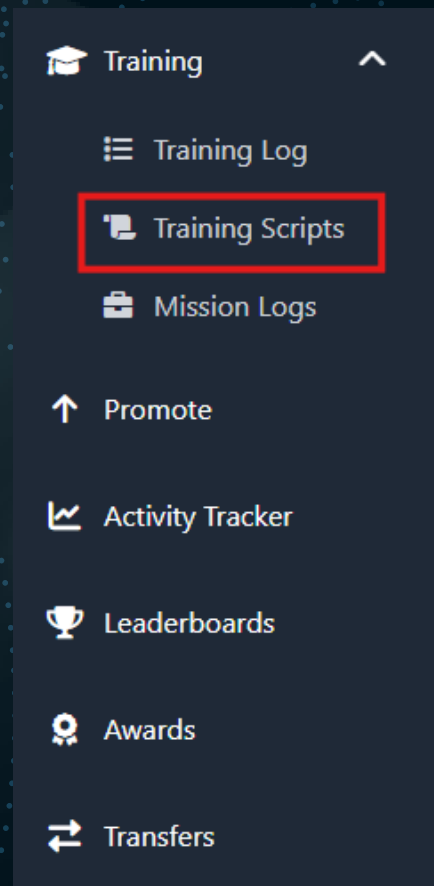 Training
Training Log
Training Scripts
Mission Logs
Promote
Activity Tracker
Leaderboards
Awards
Transfers